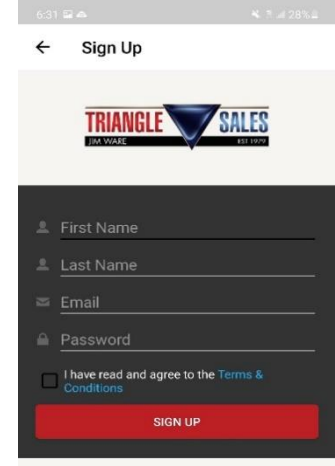 6:31 28%
Sign Up
TRIANGLE SALES
JIM WARE EST 1979
First Name
Last Name
Email
Password
I have read and agree to the Terms &
Conditions
SIGN UP